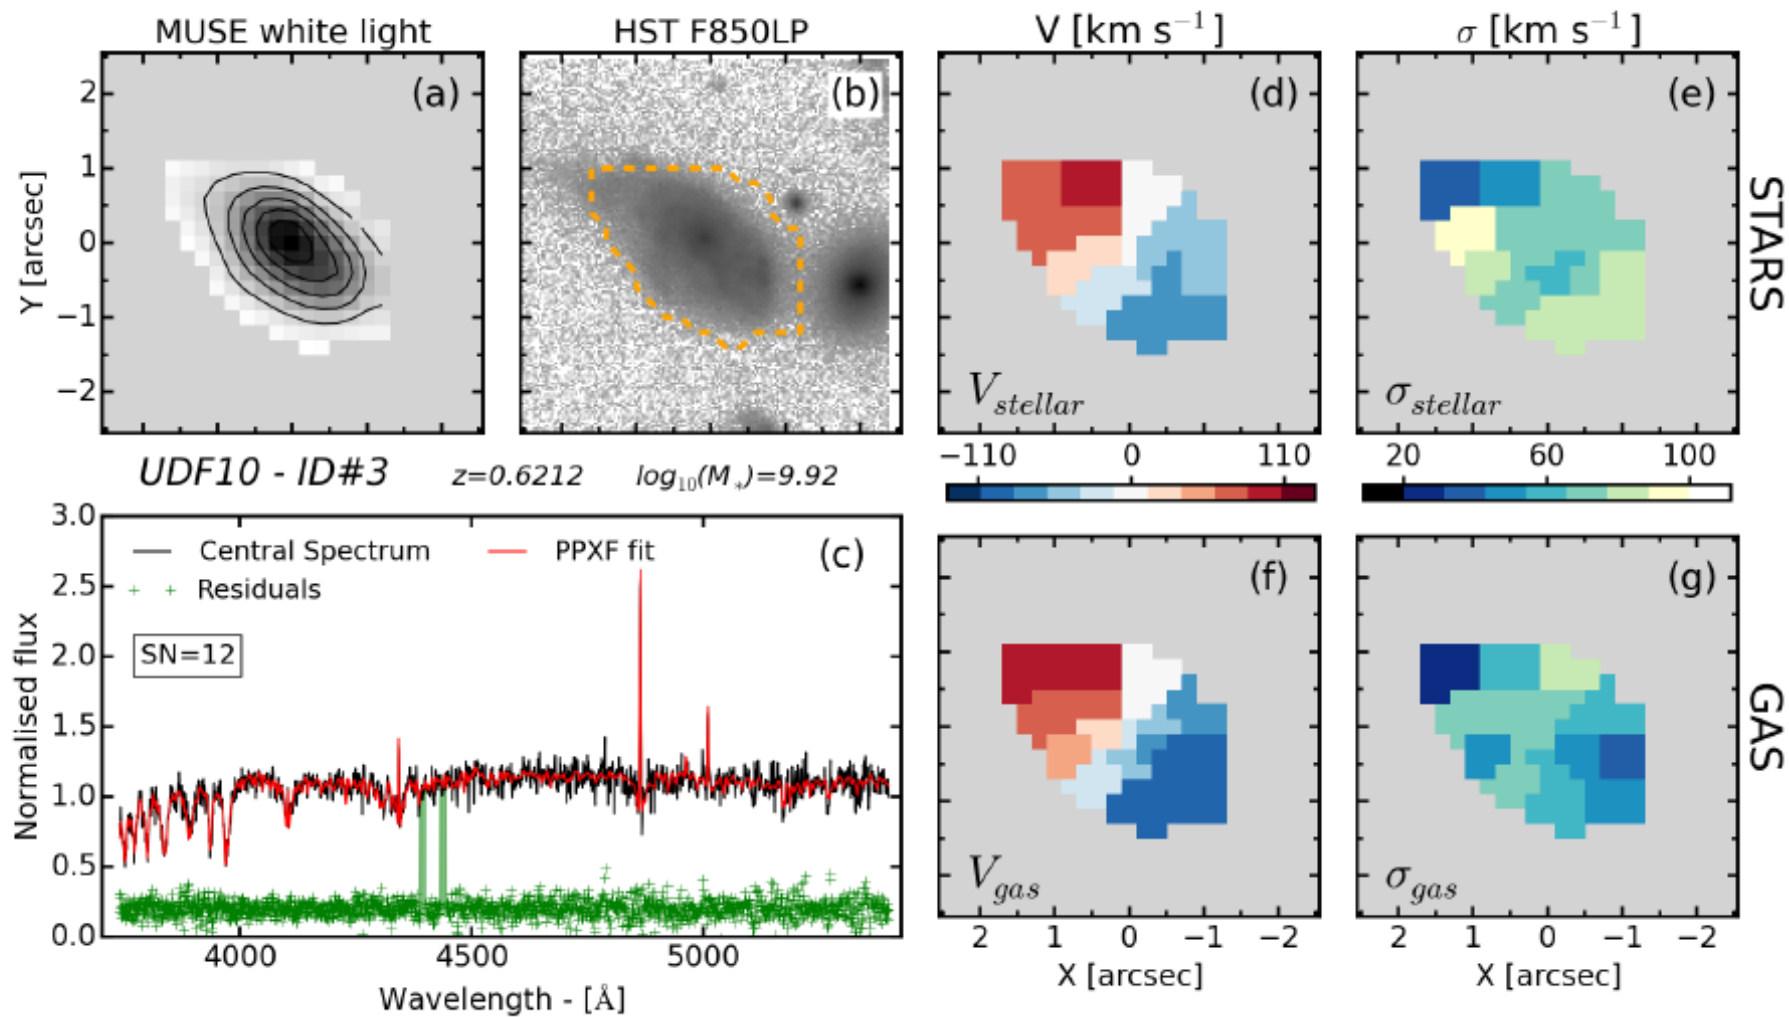 MUSE white light
HST F850LP
V [km s⁻¹]
σ [km s⁻¹]
(a)
(b)
(d)
(e)
2
1
0
−1
−2
Y [arcsec]
V_stellar
σ_stellar
STARS
−110 0 110
20 60 100
UDF10 - ID#3 z=0.6212 log₁₀(M_*)=9.92
3.0
2.5
2.0
1.5
1.0
0.5
0.0
Normalised flux
Central Spectrum
PPXF fit
Residuals
(c)
SN=12
4000 4500 5000
Wavelength - [Å]
(f)
(g)
V_gas
σ_gas
GAS
2 1 0 −1 −2
X [arcsec]
2 1 0 −1 −2
X [arcsec]